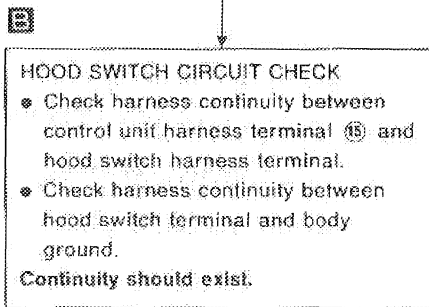 B
HOOD SWITCH CIRCUIT CHECK
● Check harness continuity between
control unit harness terminal ⑮ and
hood switch harness terminal.
● Check harness continuity between
hood switch terminal and body
ground.
Continuity should exist.